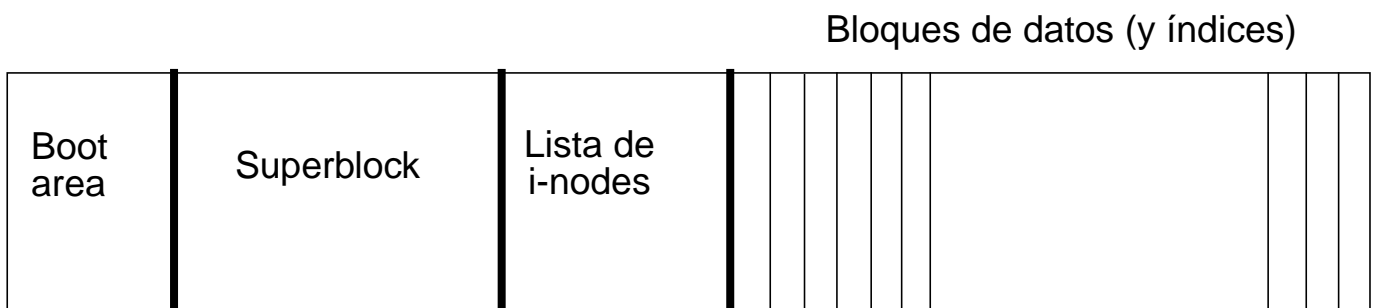 Bloques de datos (y índices)
Boot
area
Superblock
Lista de
i-nodes